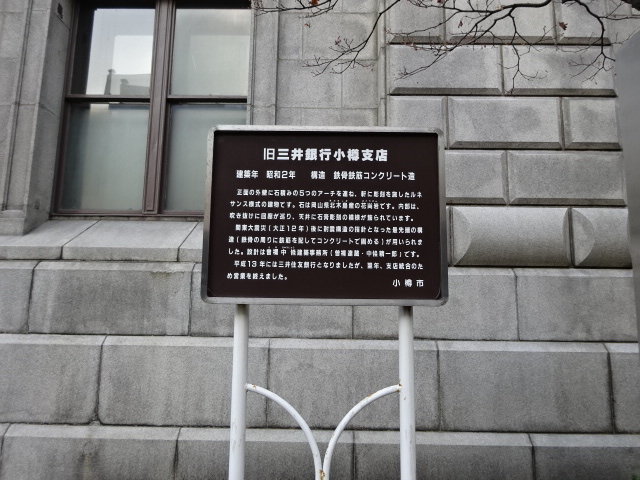 旧三井銀行小樽支店
建築年 昭和2年 構造 鉄骨鉄筋コンクリート造
正面の外壁に石積みの5つのアーチを連ね、軒に彫刻を施したルネ
サンス様式の建物です。石は岡山県北木島産の花崗岩です。内部は、
吹き抜けに回廊が巡り、天井に石膏彫刻の模様が飾られています。
関東大震災(大正12年)後に耐震構造の指針となった最先端の構
造(鉄骨の周りに鉄筋を配してコンクリートで固める)が用いられま
した。設計は曾禰中條建築事務所(曾禰達蔵・中條精一郎)です。
平成13年には三井住友銀行となりましたが、翌年、支店統合のた
め営業を終えました。
小樽市